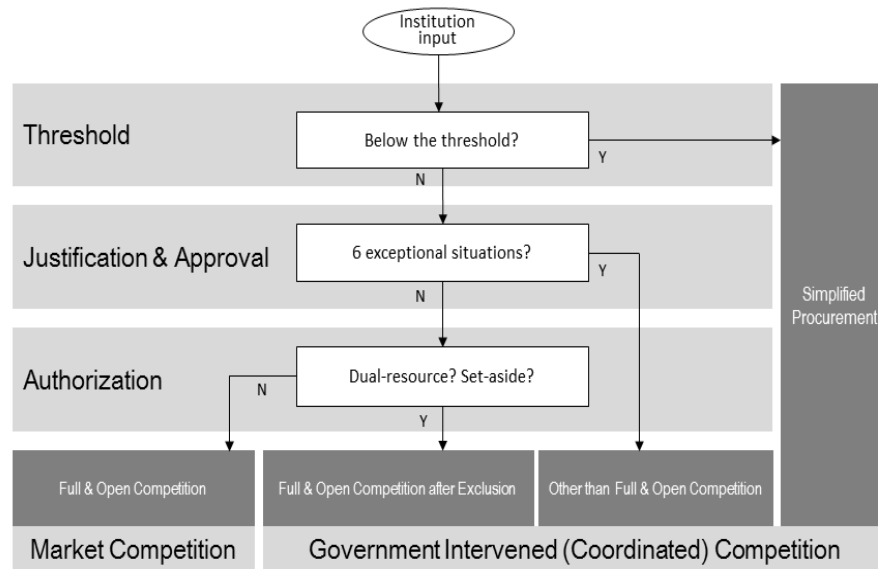 Institution
input
Threshold
Below the threshold?
Y
N
Justification & Approval
6 exceptional situations?
Y
N
Simplified
Procurement
Authorization
Dual-resource? Set-aside?
N
Y
Full & Open Competition
Full & Open Competition after Exclusion
Other than Full & Open Competition
Market Competition
Government Intervened (Coordinated) Competition